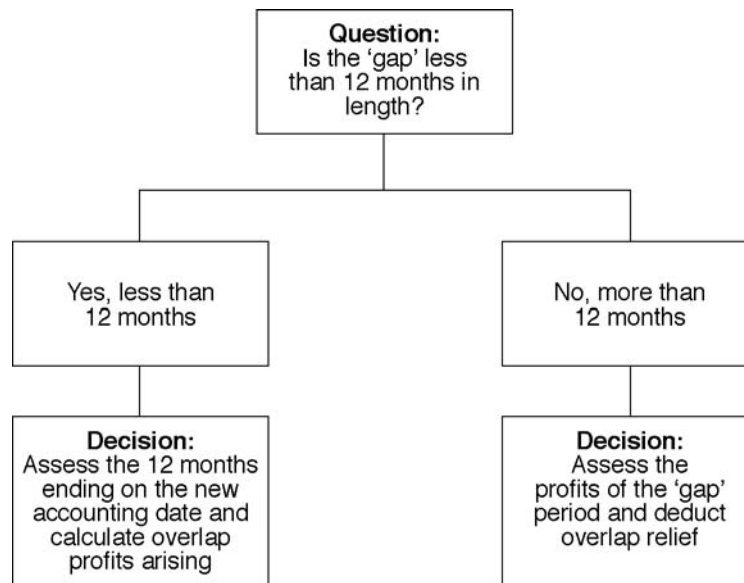 Question:
Is the ‘gap’ less
than 12 months in
length?
Yes, less than
12 months
No, more than
12 months
Decision:
Assess the 12 months
ending on the new
accounting date and
calculate overlap
profits arising
Decision:
Assess the
profits of the ‘gap’
period and deduct
overlap relief